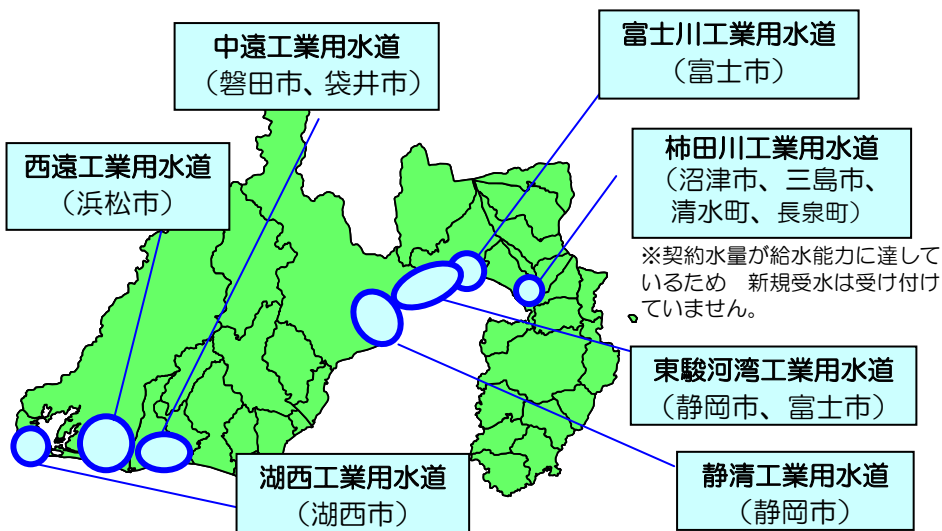 中遠工業用水道
（磐田市、袋井市）
富士川工業用水道
（富士市）
西遠工業用水道
（浜松市）
柿田川工業用水道
（沼津市、三島市、
清水町、長泉町）
※契約水量が給水能力に達して
いるため　新規受水は受け付け
ていません。
東駿河湾工業用水道
（静岡市、富士市）
湖西工業用水道
（湖西市）
静清工業用水道
（静岡市）